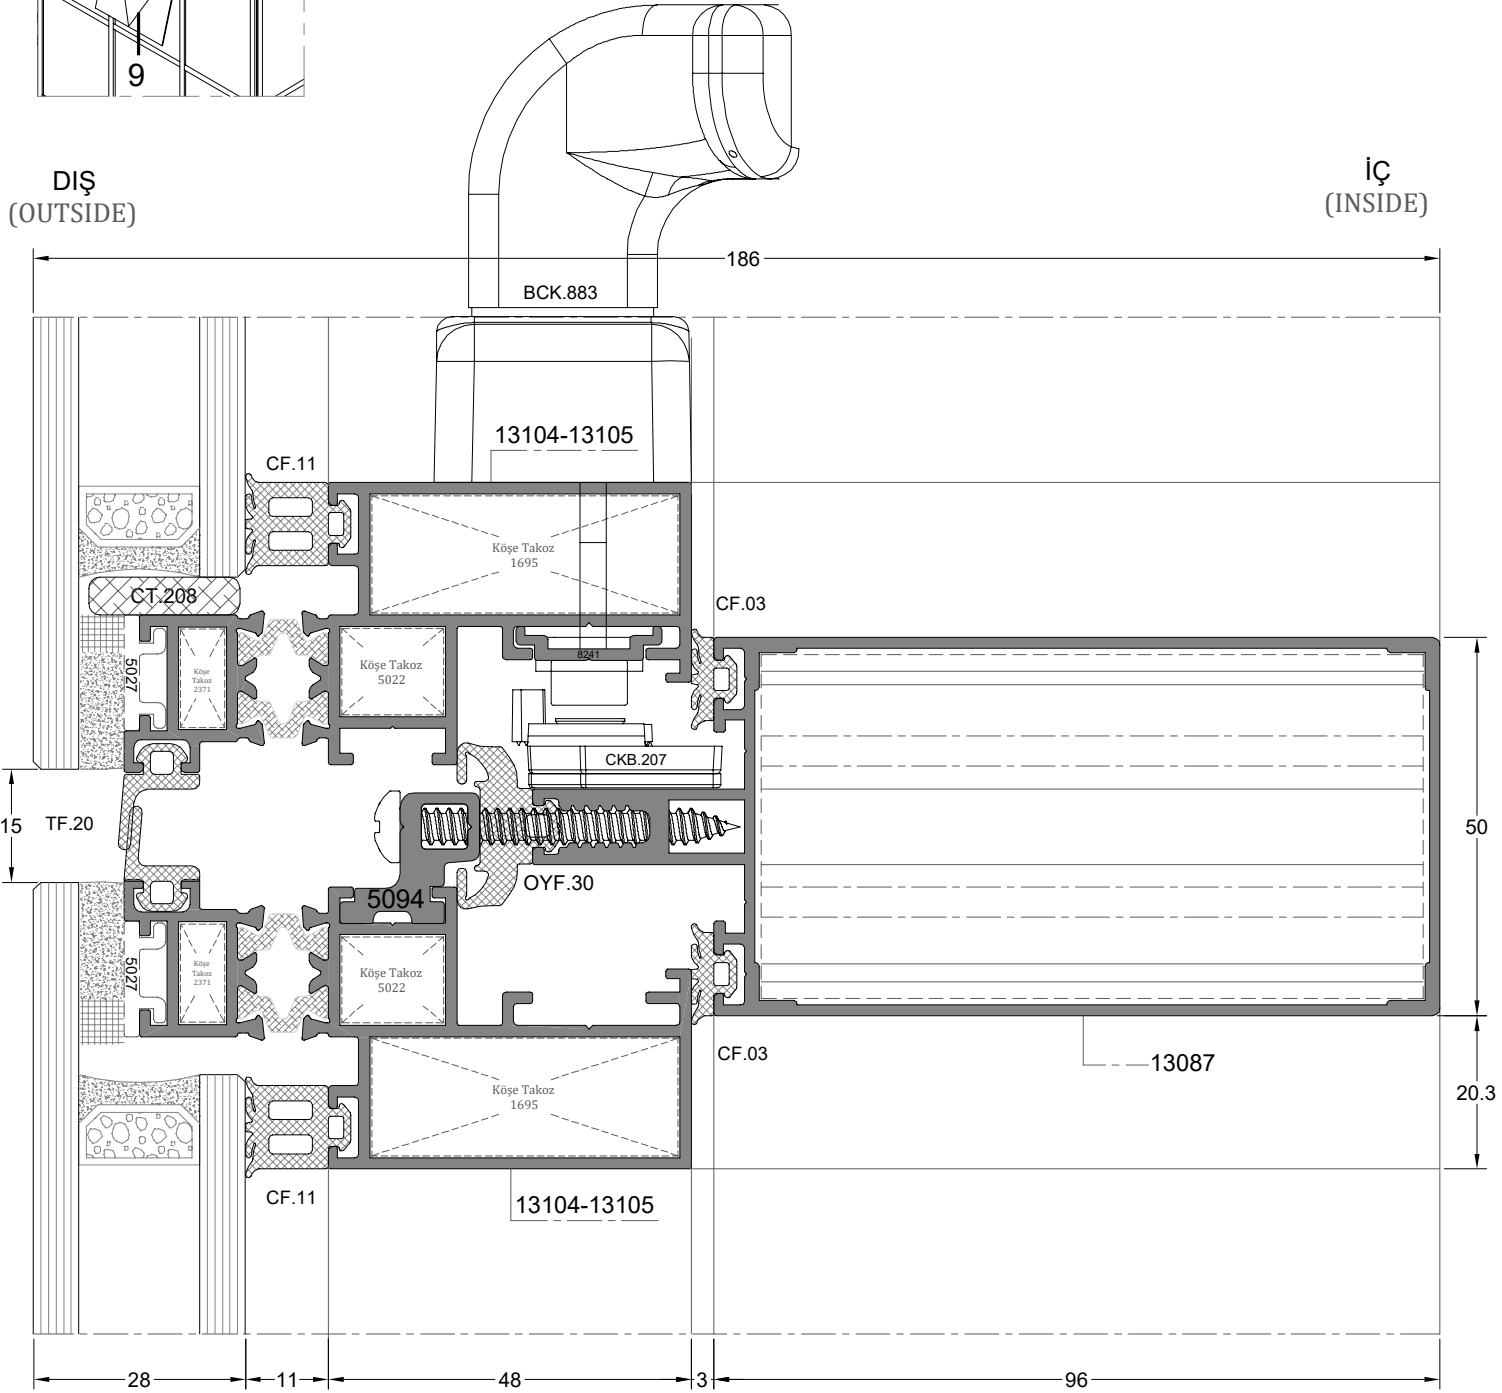 9
DIŞ
(OUTSIDE)
İÇ
(INSIDE)
186
BCK.883
13104-13105
CF.11
Köşe Takoz
1695
CT.208
CF.03
5027
Köşe
Takoz
2371
Köşe Takoz
5022
8241
CKB.207
15
TF.20
50
OYF.30
5094
5027
Köşe
Takoz
2371
Köşe Takoz
5022
CF.03
13087
Köşe Takoz
1695
20.3
CF.11
13104-13105
28
11
48
3
96